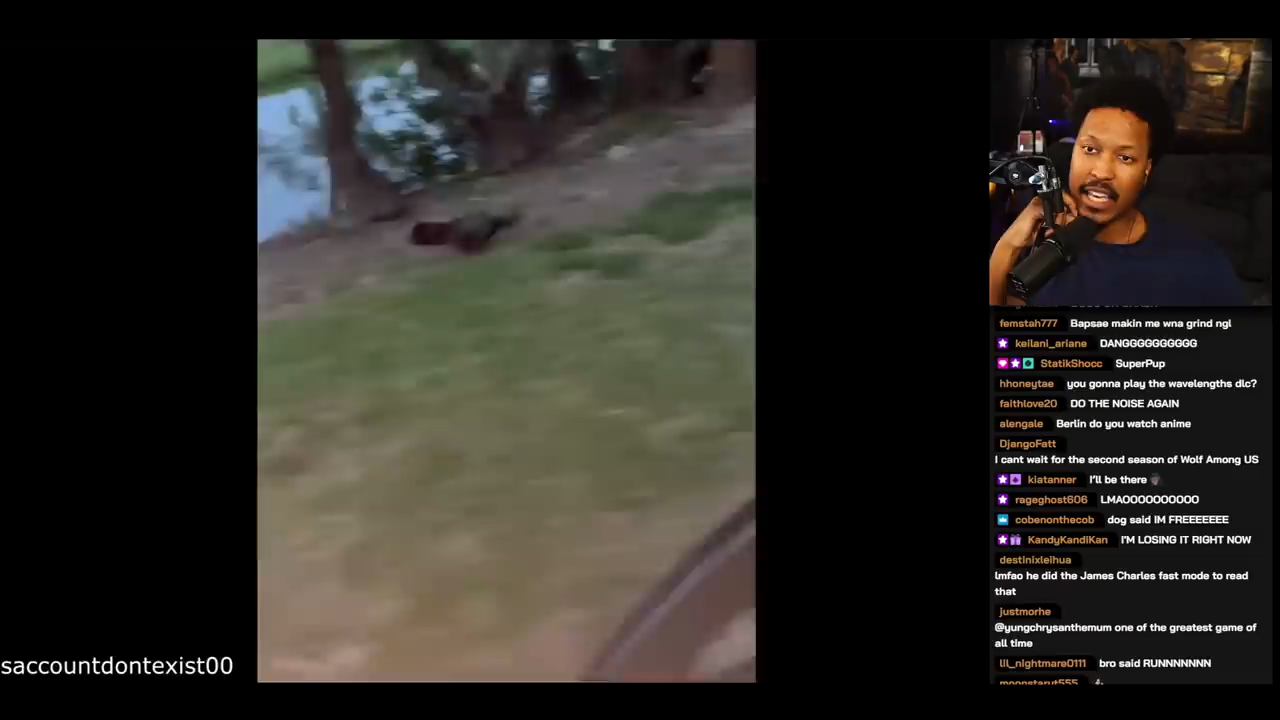 femstah777 Bapsae makin me wna grind ngl
keilani_ariane DANGGGGGGGGGG
StatikShocc SuperPup
hhoneytae you gonna play the wavelengths dlc?
faithlove20 DO THE NOISE AGAIN
alengale Berlin do you watch anime
DjangoFatt
I cant wait for the second season of Wolf Among US
kiatanner I'll be there
rageghost606 LMAOOOOOOOOOO
cobenonthecob dog said IM FREEEEEEE
KandyKandiKan I'M LOSING IT RIGHT NOW
destinixleihua
lmfao he did the James Charles fast mode to read
that
justmorhe
@yungchrysanthemum one of the greatest game of
all time
lil_nightmare0111 bro said RUNNNNNNN
saccountdontexist00